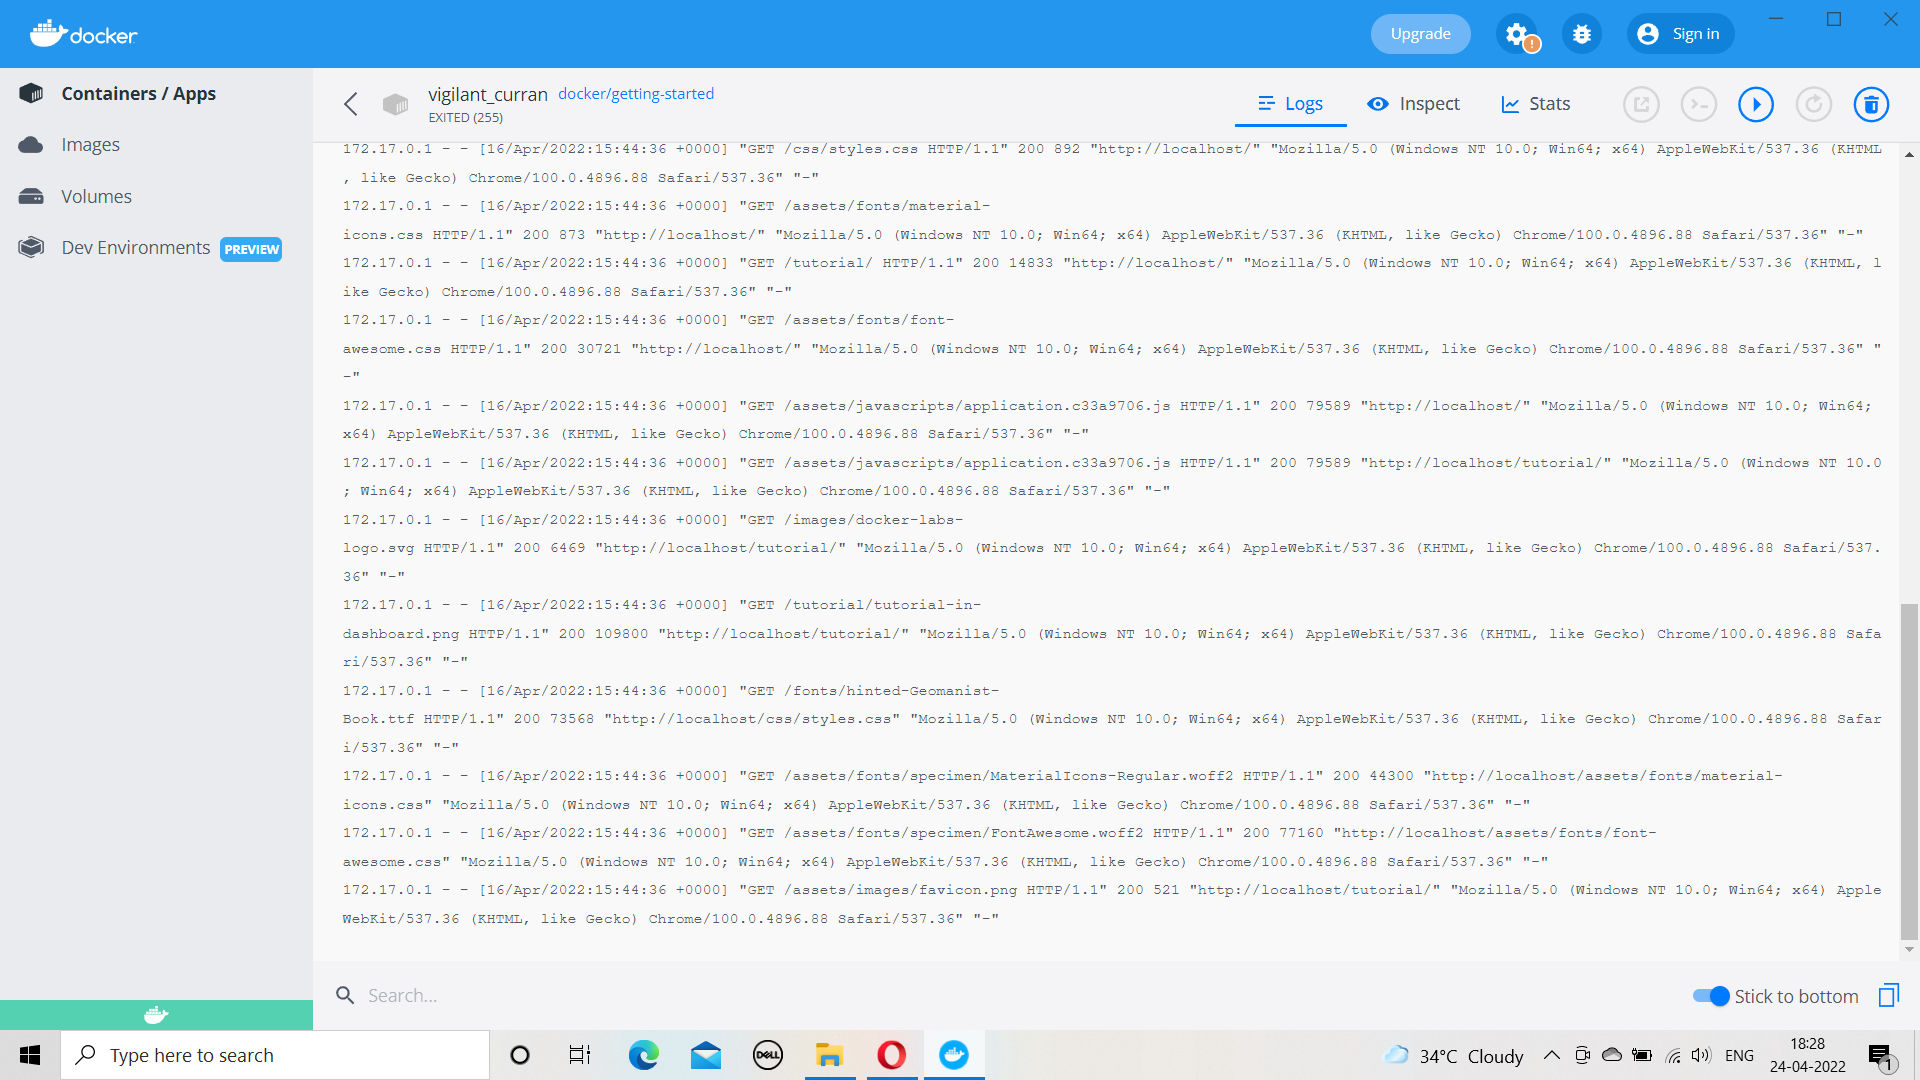 docker
Upgrade
Sign in
Containers / Apps
Images
Volumes
Dev Environments PREVIEW
vigilant_curran docker/getting-started
EXITED (255)
Logs
Inspect
Stats
172.17.0.1 - - [16/Apr/2022:15:44:36 +0000] "GET /css/styles.css HTTP/1.1" 200 892 "http://localhost/" "Mozilla/5.0 (Windows NT 10.0; Win64; x64) AppleWebKit/537.36 (KHTML
, like Gecko) Chrome/100.0.4896.88 Safari/537.36" "-"
172.17.0.1 - - [16/Apr/2022:15:44:36 +0000] "GET /assets/fonts/material-
icons.css HTTP/1.1" 200 873 "http://localhost/" "Mozilla/5.0 (Windows NT 10.0; Win64; x64) AppleWebKit/537.36 (KHTML, like Gecko) Chrome/100.0.4896.88 Safari/537.36" "-"
172.17.0.1 - - [16/Apr/2022:15:44:36 +0000] "GET /tutorial/ HTTP/1.1" 200 14833 "http://localhost/" "Mozilla/5.0 (Windows NT 10.0; Win64; x64) AppleWebKit/537.36 (KHTML, l
ike Gecko) Chrome/100.0.4896.88 Safari/537.36" "-"
172.17.0.1 - - [16/Apr/2022:15:44:36 +0000] "GET /assets/fonts/font-
awesome.css HTTP/1.1" 200 30721 "http://localhost/" "Mozilla/5.0 (Windows NT 10.0; Win64; x64) AppleWebKit/537.36 (KHTML, like Gecko) Chrome/100.0.4896.88 Safari/537.36" "
-"
172.17.0.1 - - [16/Apr/2022:15:44:36 +0000] "GET /assets/javascripts/application.c33a9706.js HTTP/1.1" 200 79589 "http://localhost/" "Mozilla/5.0 (Windows NT 10.0; Win64;
x64) AppleWebKit/537.36 (KHTML, like Gecko) Chrome/100.0.4896.88 Safari/537.36" "-"
172.17.0.1 - - [16/Apr/2022:15:44:36 +0000] "GET /assets/javascripts/application.c33a9706.js HTTP/1.1" 200 79589 "http://localhost/tutorial/" "Mozilla/5.0 (Windows NT 10.0
; Win64; x64) AppleWebKit/537.36 (KHTML, like Gecko) Chrome/100.0.4896.88 Safari/537.36" "-"
172.17.0.1 - - [16/Apr/2022:15:44:36 +0000] "GET /images/docker-labs-
logo.svg HTTP/1.1" 200 6469 "http://localhost/tutorial/" "Mozilla/5.0 (Windows NT 10.0; Win64; x64) AppleWebKit/537.36 (KHTML, like Gecko) Chrome/100.0.4896.88 Safari/537.
36" "-"
172.17.0.1 - - [16/Apr/2022:15:44:36 +0000] "GET /tutorial/tutorial-in-
dashboard.png HTTP/1.1" 200 109800 "http://localhost/tutorial/" "Mozilla/5.0 (Windows NT 10.0; Win64; x64) AppleWebKit/537.36 (KHTML, like Gecko) Chrome/100.0.4896.88 Safa
ri/537.36" "-"
172.17.0.1 - - [16/Apr/2022:15:44:36 +0000] "GET /fonts/hinted-Geomanist-
Book.ttf HTTP/1.1" 200 73568 "http://localhost/css/styles.css" "Mozilla/5.0 (Windows NT 10.0; Win64; x64) AppleWebKit/537.36 (KHTML, like Gecko) Chrome/100.0.4896.88 Safar
i/537.36" "-"
172.17.0.1 - - [16/Apr/2022:15:44:36 +0000] "GET /assets/fonts/specimen/MaterialIcons-Regular.woff2 HTTP/1.1" 200 44300 "http://localhost/assets/fonts/material-
icons.css" "Mozilla/5.0 (Windows NT 10.0; Win64; x64) AppleWebKit/537.36 (KHTML, like Gecko) Chrome/100.0.4896.88 Safari/537.36" "-"
172.17.0.1 - - [16/Apr/2022:15:44:36 +0000] "GET /assets/fonts/specimen/FontAwesome.woff2 HTTP/1.1" 200 77160 "http://localhost/assets/fonts/font-
awesome.css" "Mozilla/5.0 (Windows NT 10.0; Win64; x64) AppleWebKit/537.36 (KHTML, like Gecko) Chrome/100.0.4896.88 Safari/537.36" "-"
172.17.0.1 - - [16/Apr/2022:15:44:36 +0000] "GET /assets/images/favicon.png HTTP/1.1" 200 521 "http://localhost/tutorial/" "Mozilla/5.0 (Windows NT 10.0; Win64; x64) Apple
WebKit/537.36 (KHTML, like Gecko) Chrome/100.0.4896.88 Safari/537.36" "-"
Search...
Stick to bottom
Type here to search
DELL
34°C Cloudy
ENG
18:28
24-04-2022
1